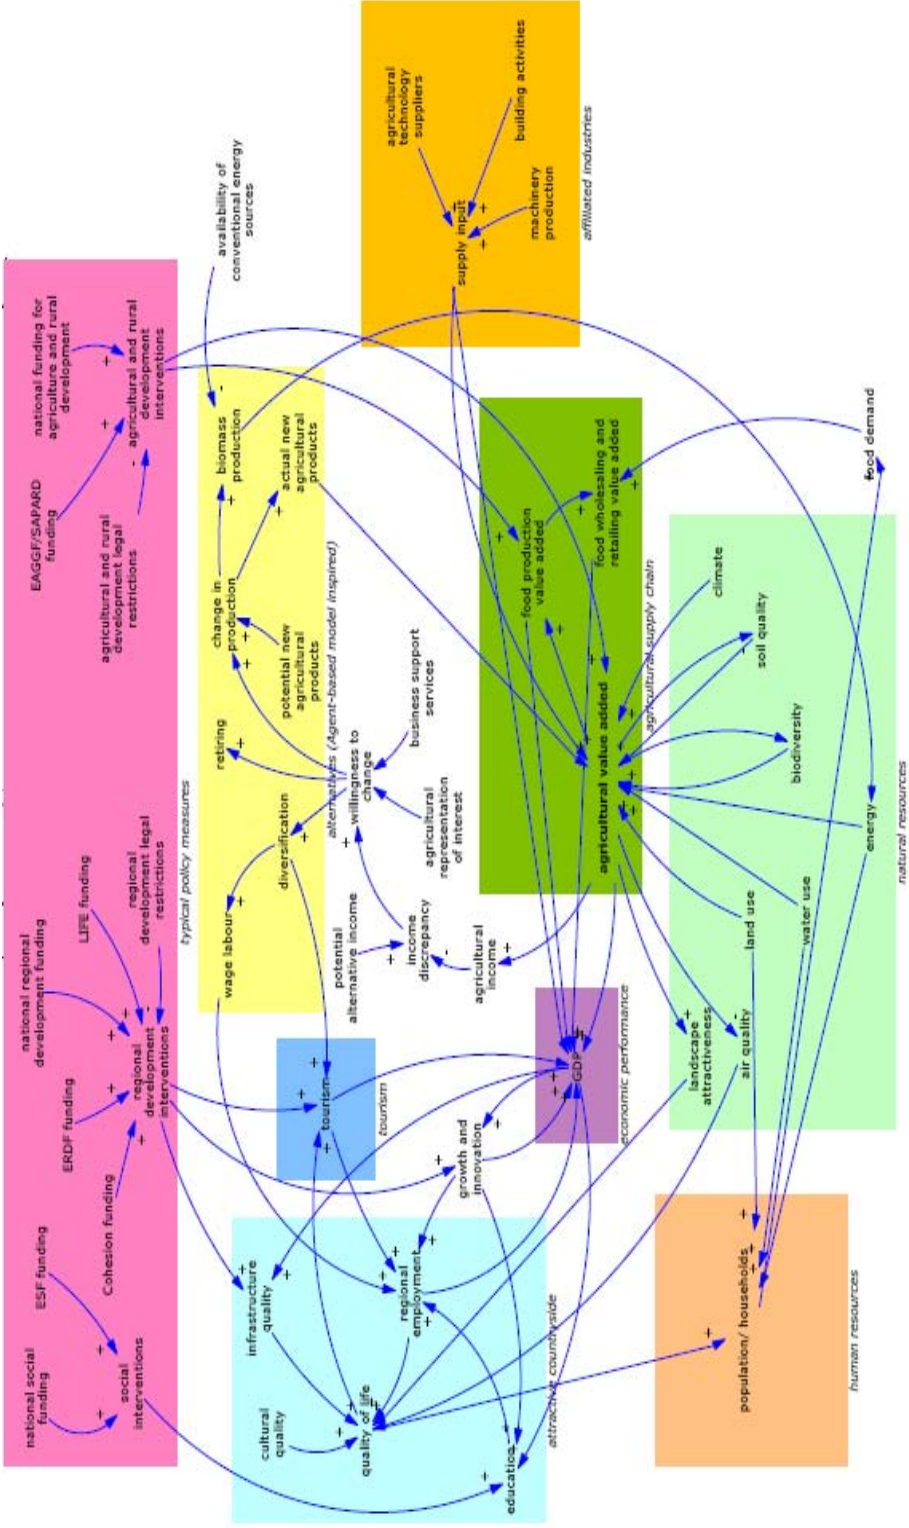 national social
funding
ESF funding
social
interventions
Cohesion funding
ERDF funding
national regional
development funding
LIFE funding
regional
development legal
restrictions
regional
development
interventions
EAGGF/SAPARD
funding
agricultural and rural
development legal
restrictions
national funding for
agriculture and rural
development
agricultural and rural
development
interventions
typical policy measures
availability of
conventional energy
sources
wage labour
diversification
retiring
change in
production
potential new
agricultural
products
biomass
production
actual new
agricultural
products
alternatives (Agent-based model inspired)
potential
alternative income
income
discrepancy
agricultural
income
willingness to
change
agricultural
representation
of interest
business support
services
agricultural
technology
suppliers
building activities
machinery
production
supply input
affiliated industries
infrastructure
quality
cultural
quality
quality of life
regional
employment
education
attractive countryside
tourism
tourism
growth and
innovation
GDP
economic performance
food production
value added
food wholesaling and
retailing value added
agricultural value added
agricultural supply chain
food demand
landscape
attractiveness
air quality
land use
water use
energy
biodiversity
soil quality
climate
natural resources
population/ households
human resources